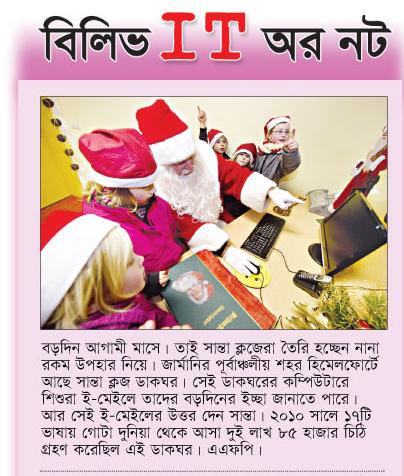 বিলিভ IT অর নট
বড়দিন আগামী মাসে। তাই সান্তা ক্লজেরা তৈরি হচ্ছেন নানা
রকম উপহার নিয়ে। জার্মানির পূর্বাঞ্চলীয় শহর হিমেলফোর্টে
আছে সান্তা ক্লজ ডাকঘর। সেই ডাকঘরের কম্পিউটারে
শিশুরা ই-মেইলে তাদের বড়দিনের ইচ্ছা জানাতে পারে।
আর সেই ই-মেইলের উত্তর দেন সান্তা। ২০১০ সালে ১৭টি
ভাষায় গোটা দুনিয়া থেকে আসা দুই লাখ ৮৫ হাজার চিঠি
গ্রহণ করেছিল এই ডাকঘর। এএফপি।